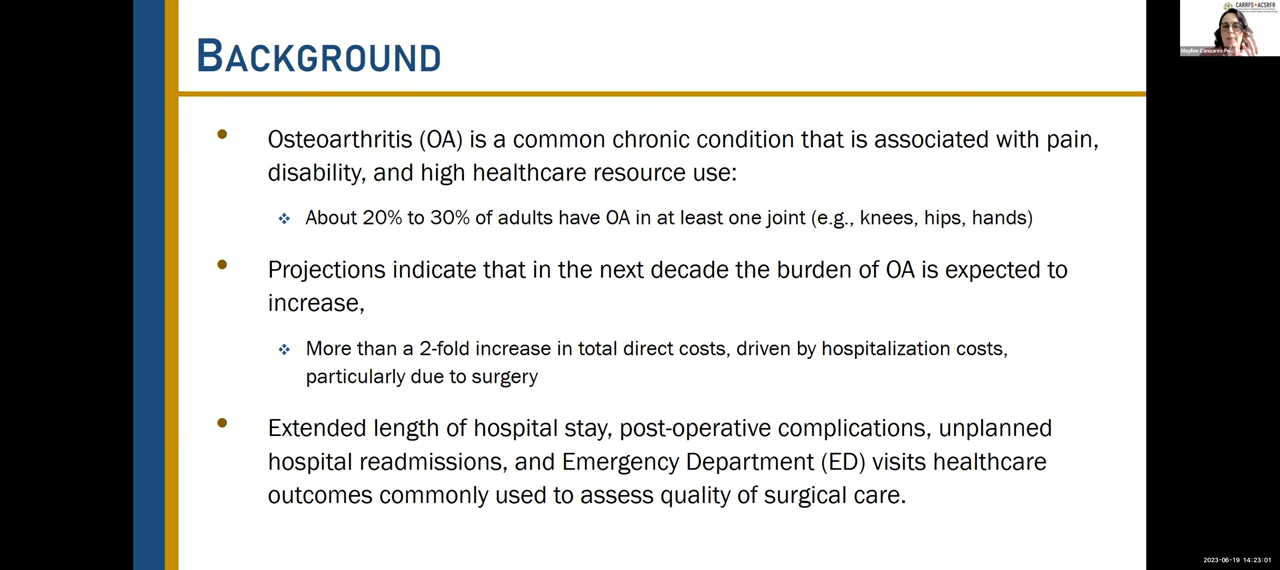 CARRFS • ACSRFR
BACKGROUND
• Osteoarthritis (OA) is a common chronic condition that is associated with pain,
disability, and high healthcare resource use:
❖ About 20% to 30% of adults have OA in at least one joint (e.g., knees, hips, hands)
• Projections indicate that in the next decade the burden of OA is expected to
increase,
❖ More than a 2-fold increase in total direct costs, driven by hospitalization costs,
particularly due to surgery
• Extended length of hospital stay, post-operative complications, unplanned
hospital readmissions, and Emergency Department (ED) visits healthcare
outcomes commonly used to assess quality of surgical care.
2023-06-19 14:23:01